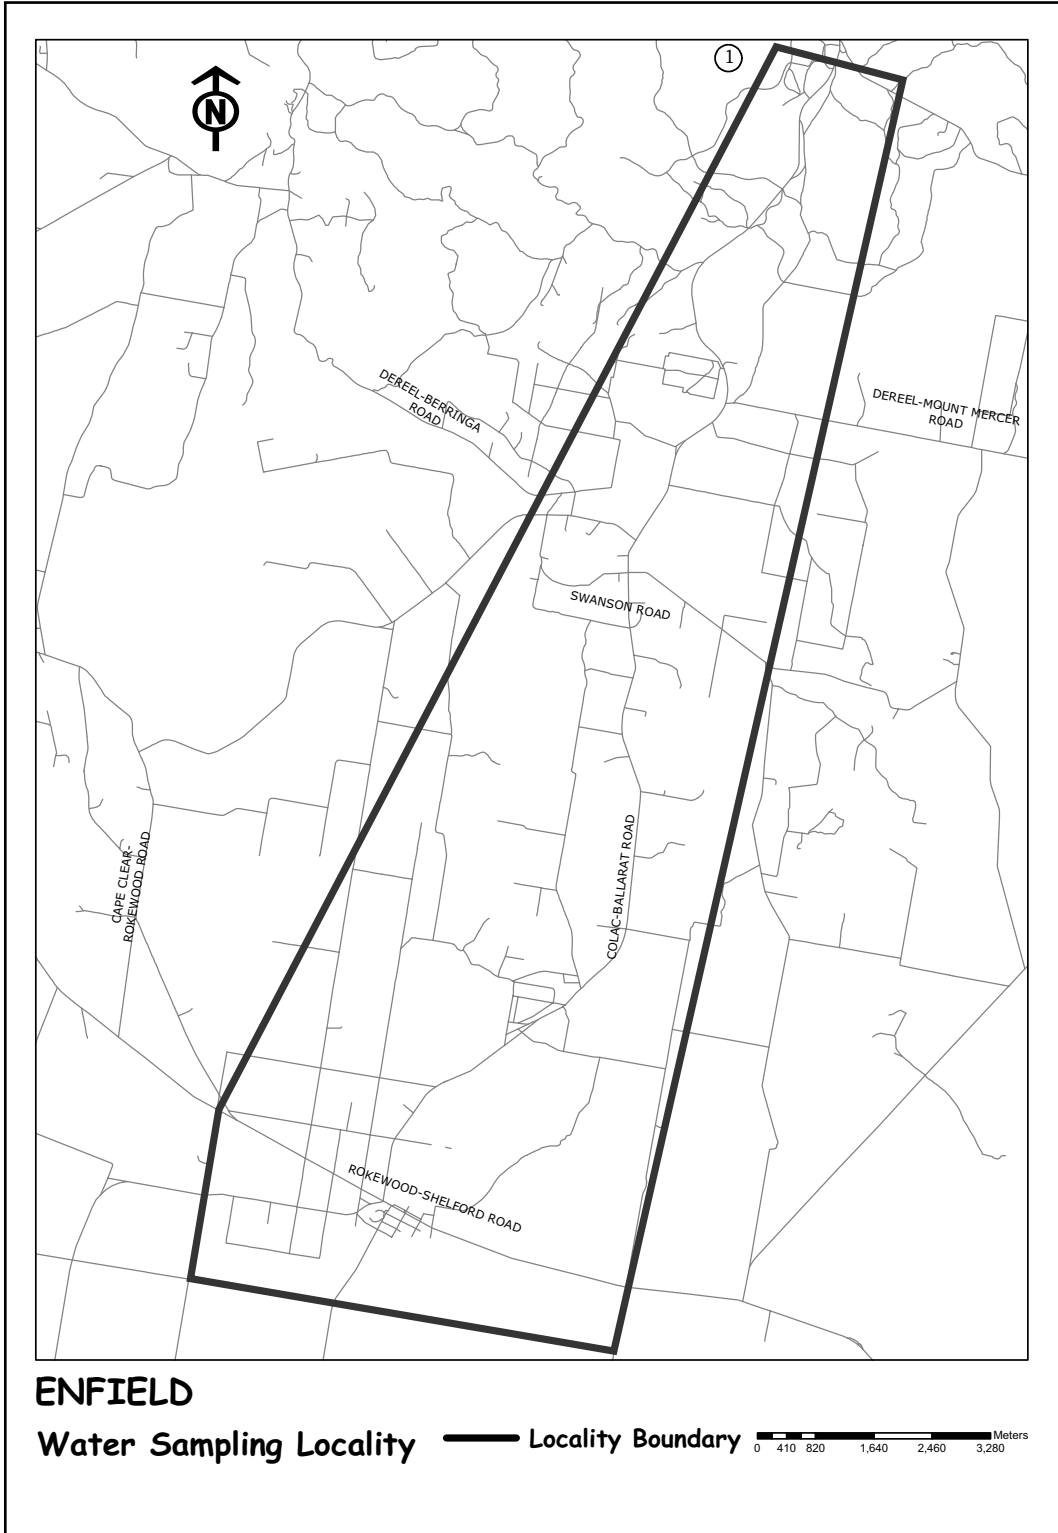 1
N
DEREEL-BERRINGA
ROAD
DEREEL-MOUNT MERCER
ROAD
SWANSON ROAD
CAPE CLEAR-
ROKEWOOD ROAD
COLAC-BALLARAT ROAD
ROKEWOOD-SHELFORD ROAD
ENFIELD
Water Sampling Locality
Locality Boundary
Meters
0 410 820 1,640 2,460 3,280